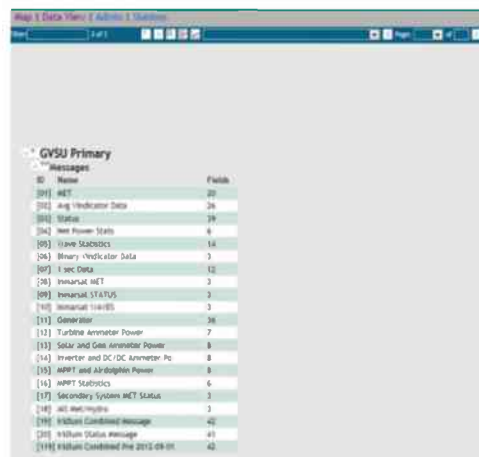 Map | Data View | Admin | Stations
GVSU Primary
Messages
ID Name Fields
[01] MET 20
[02] Avg Vindicator Data 26
[03] Status 39
[04] Net Power Stats 6
[05] Wave Statistics 14
[06] Binary Vindicator Data 3
[07] 1 sec Data 12
[08] Inmarsat MET 3
[09] Inmarsat STATUS 3
[10] Inmarsat 3
[11] Generator 36
[12] Turbine Ammeter Power 7
[13] Solar and Gen Ammeter Power 8
[14] Inverter and DC/DC Ammeter Po 8
[15] MPPT and Airdolphin Power 8
[16] MPPT Statistics 6
[17] Secondary System MET Status 3
[18] AIS Met/Hydro 3
[19] Iridium Combined Message 42
[20] Iridium Status Message 41
[119] Iridium Combined Pre 2012-09-01 42